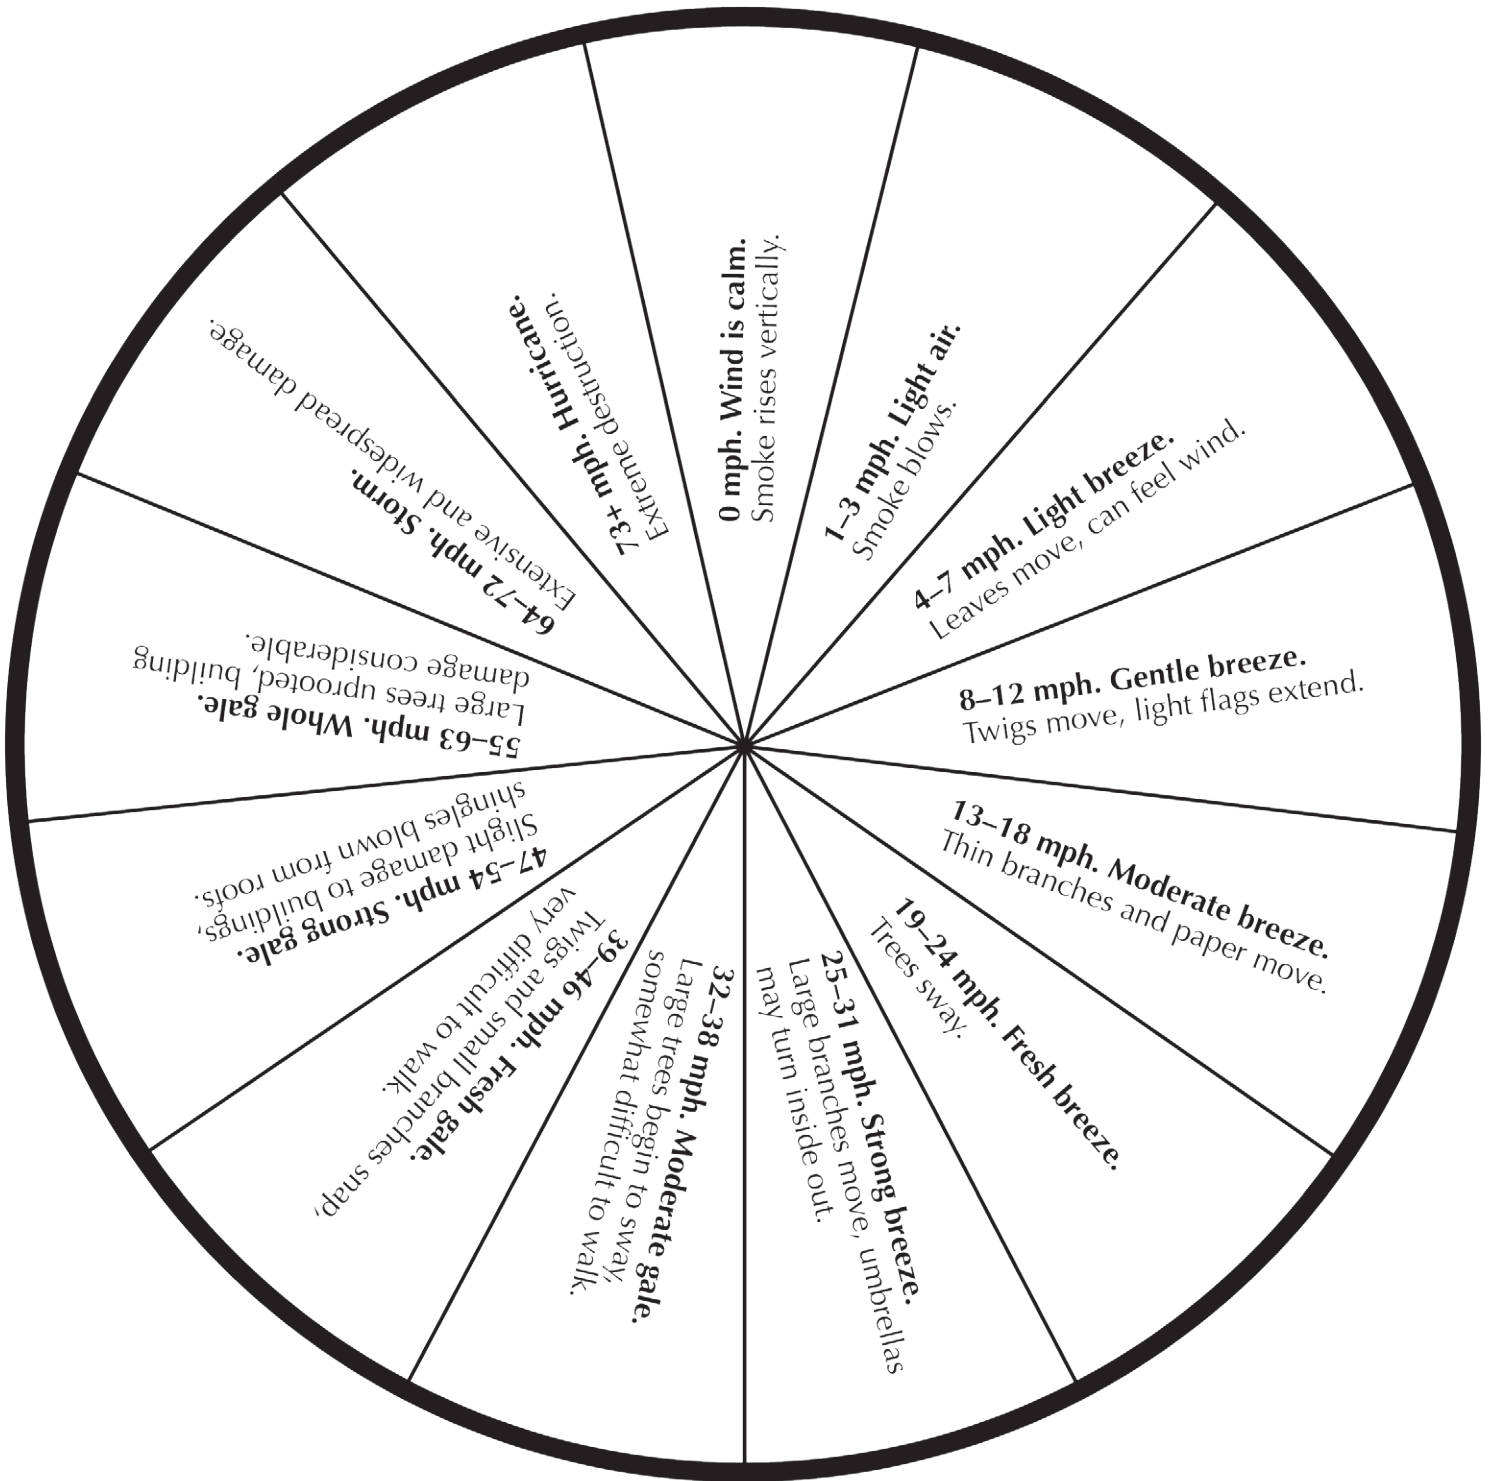 0 mph. Wind is calm.
Smoke rises vertically.
1–3 mph. Light air.
Smoke blows.
4–7 mph. Light breeze.
Leaves move, can feel wind.
8–12 mph. Gentle breeze.
Twigs move, light flags extend.
13–18 mph. Moderate breeze.
Thin branches and paper move.
19–24 mph. Fresh breeze.
Trees sway.
25–31 mph. Strong breeze.
Large branches move, umbrellas
may turn inside out.
32–38 mph. Moderate gale.
Large trees begin to sway,
somewhat difficult to walk.
39–46 mph. Fresh gale.
Twigs and small branches snap,
very difficult to walk.
47–54 mph. Strong gale.
Slight damage to buildings,
shingles blown from roofs.
55–63 mph. Whole gale.
Large trees uprooted, building
damage considerable.
64–72 mph. Storm.
Extensive and widespread damage.
73+ mph. Hurricane.
Extreme destruction.